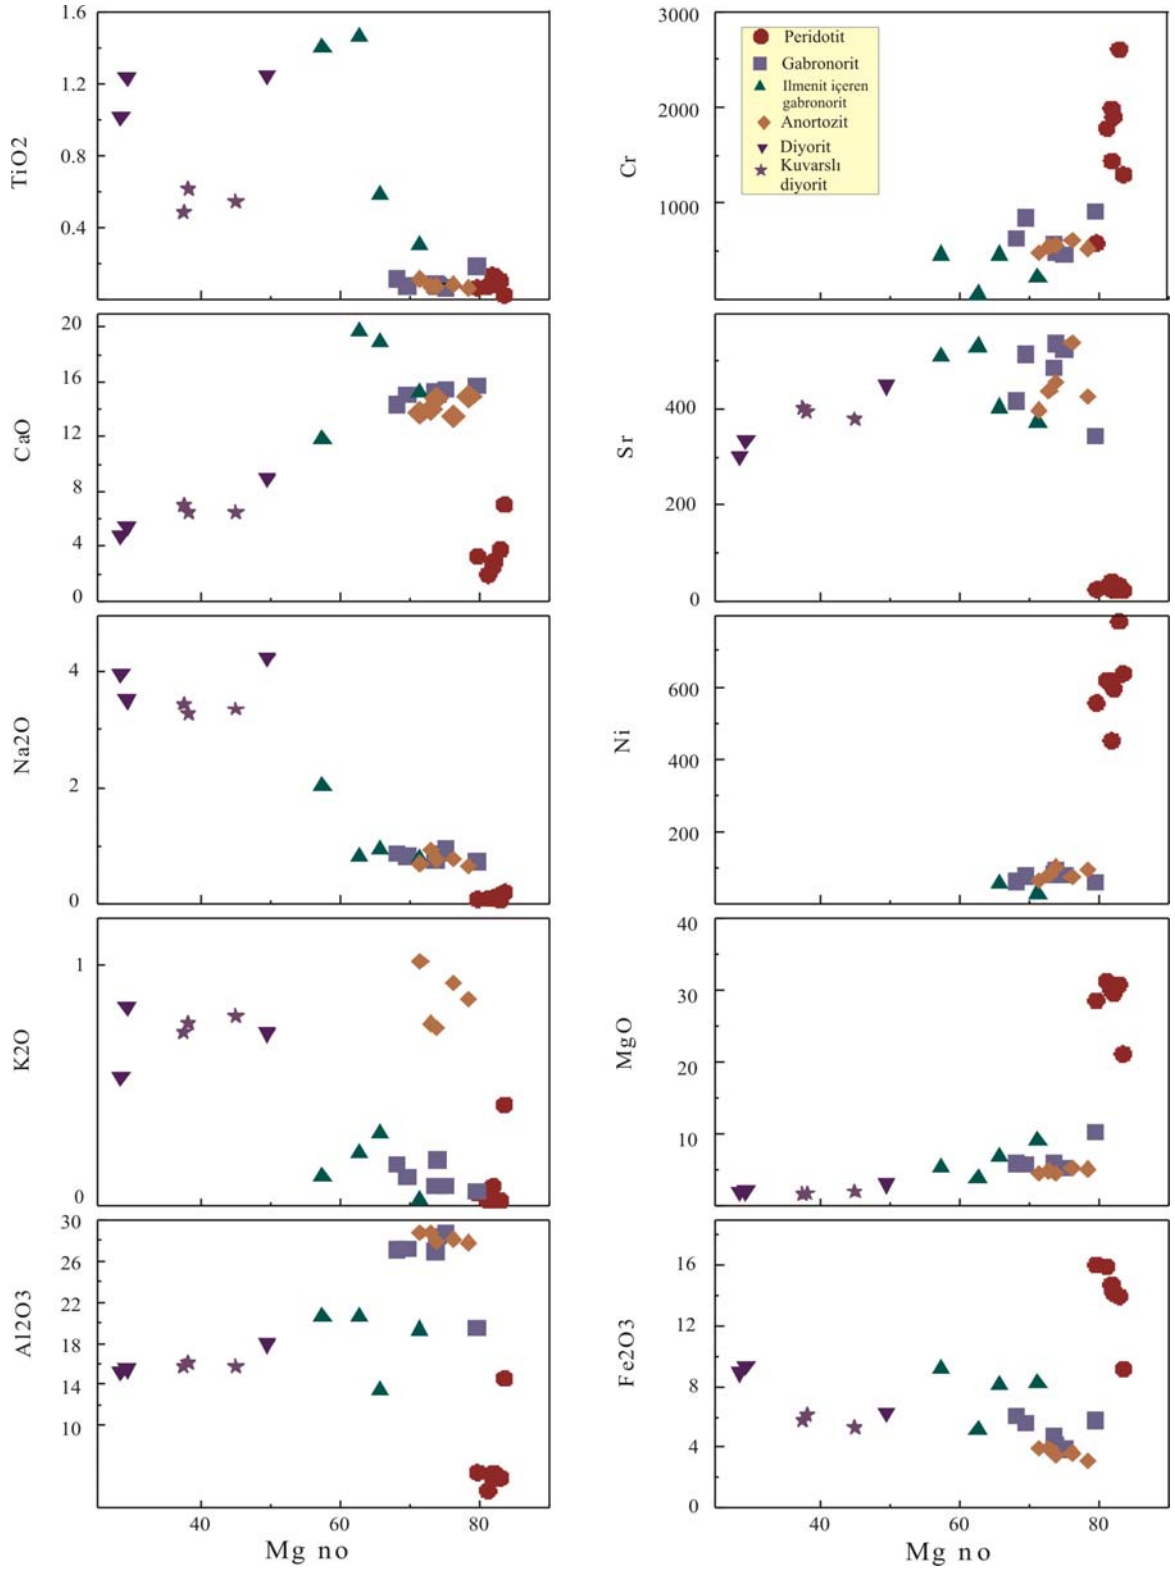 1.6
1.2
0.8
0.4
TiO2
3000
2000
1000
Cr
Peridotit
Gabronorit
Ilmenit içeren
gabronorit
Anortozit
Diyorit
Kuvarslı
diyorit
20
16
12
8
4
0
CaO
400
200
0
Sr
4
2
0
Na2O
600
400
200
Ni
1
0
K2O
40
30
20
10
MgO
30
26
22
18
14
10
Al2O3
40
60
80
Mg no
16
12
8
4
0
Fe2O3
40
60
80
Mg no